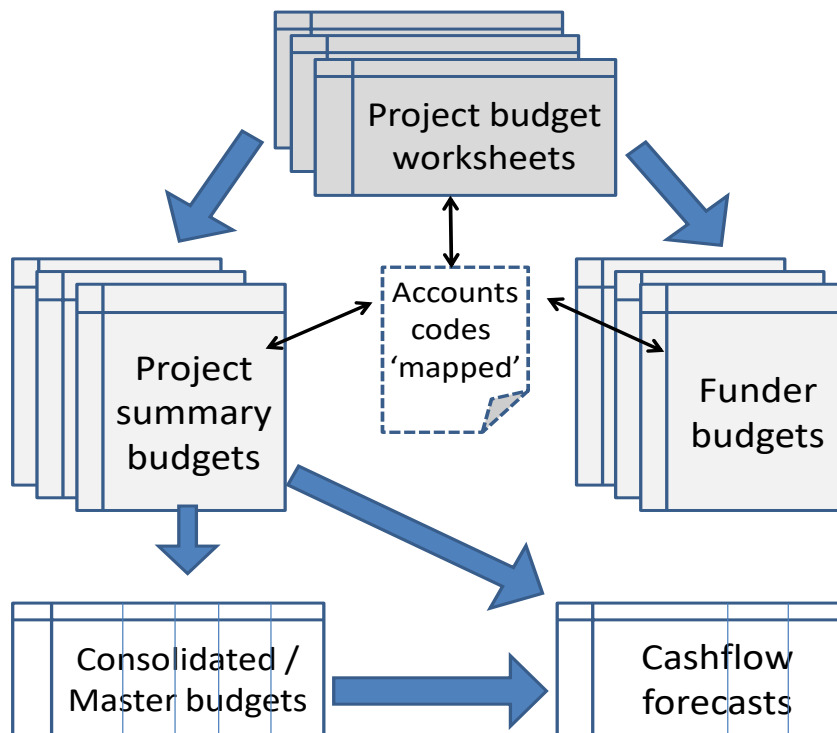 Project budget
worksheets
Accounts
codes
‘mapped’
Project
summary
budgets
Funder
budgets
Consolidated /
Master budgets
Cashflow
forecasts